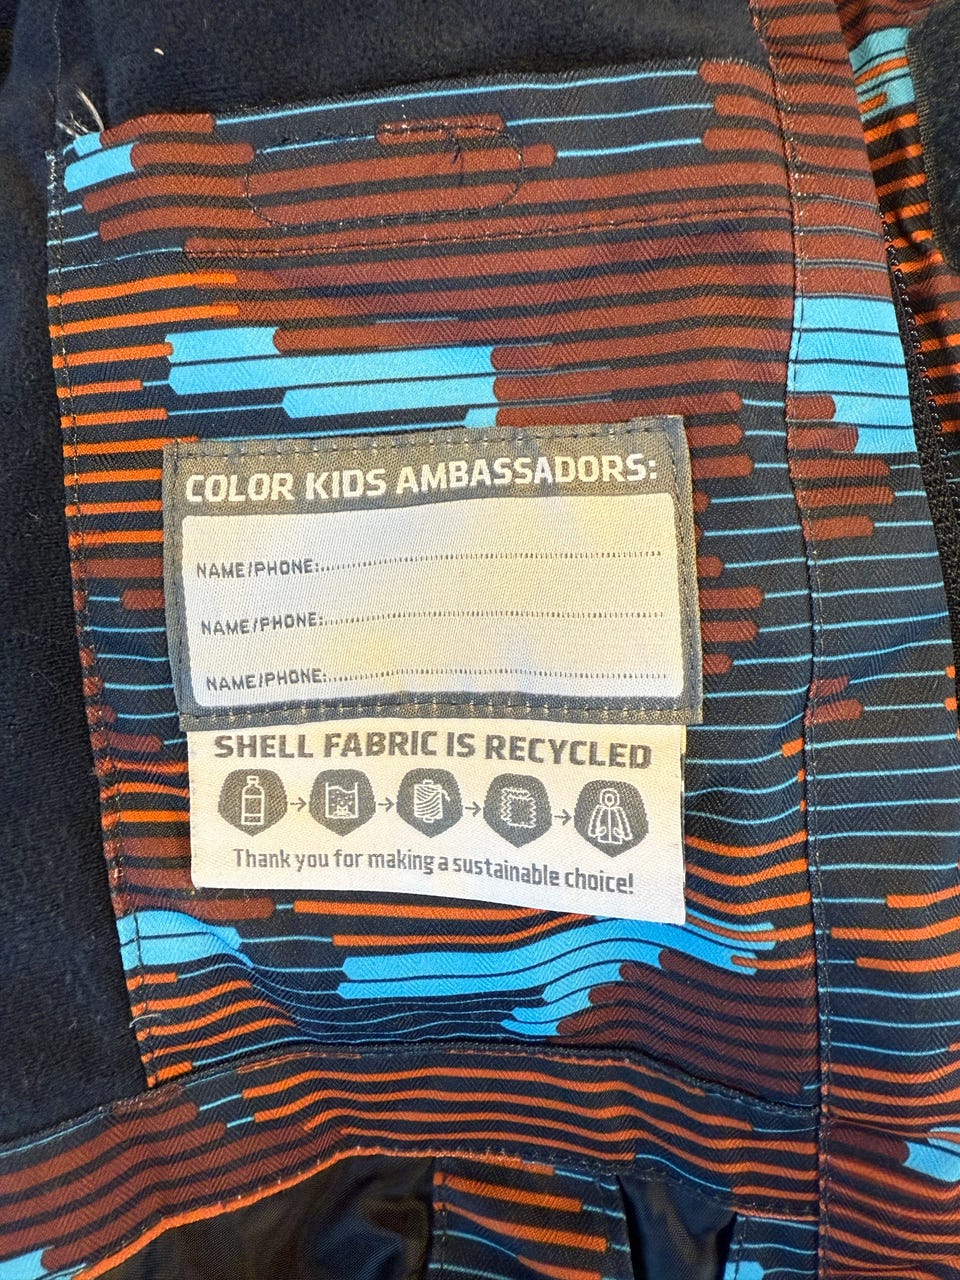 COLOR KIDS AMBASSADORS:
NAME/PHONE:
NAME/PHONE:
NAME/PHONE:
SHELL FABRIC IS RECYCLED
Thank you for making a sustainable choice!